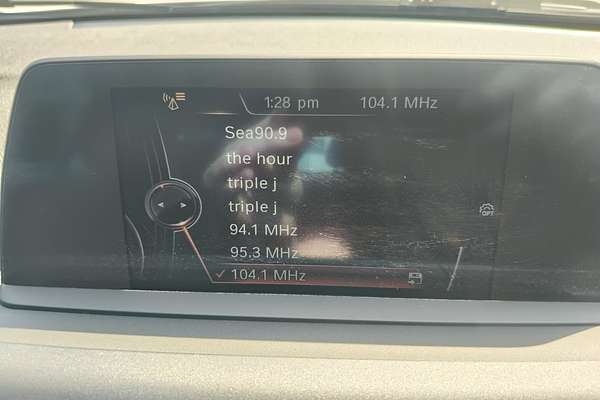 1:28 pm 104.1 MHz
Sea90.9
the hour
triple j
triple j
94.1 MHz
95.3 MHz
104.1 MHz
OPT